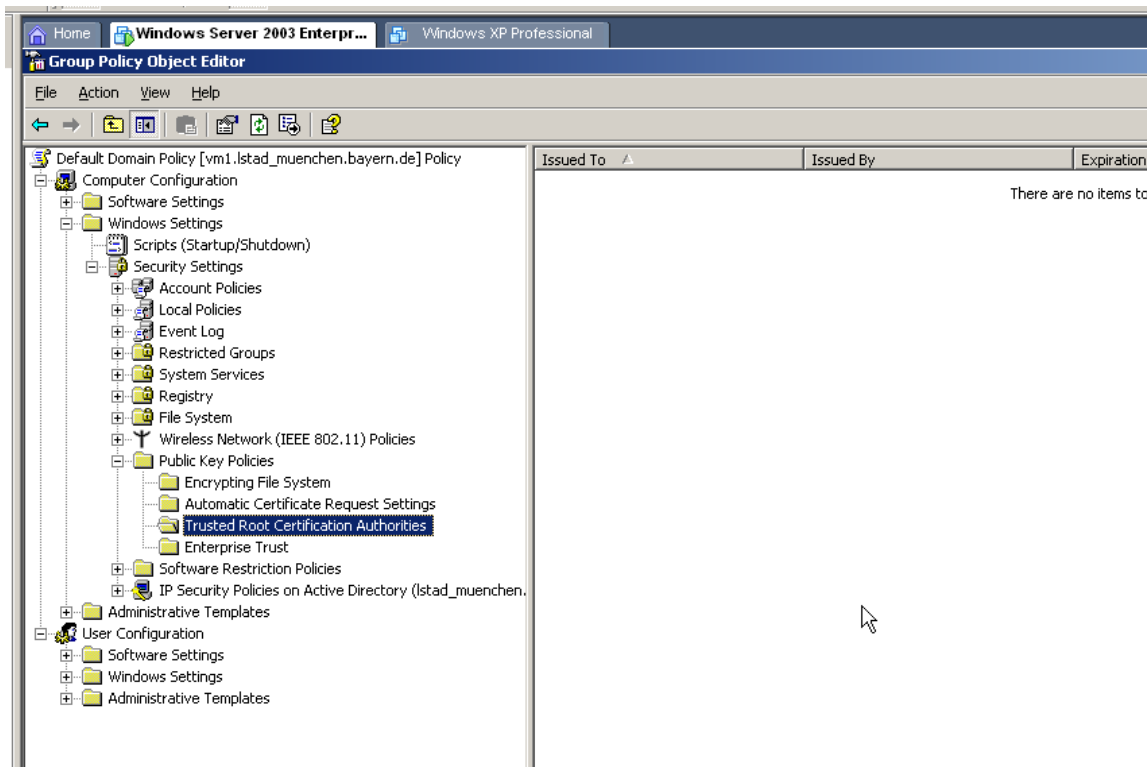 Home Windows Server 2003 Enterpr... Windows XP Professional
Group Policy Object Editor
File Action View Help
Default Domain Policy [vm1.lstad_muenchen.bayern.de] Policy
Computer Configuration
Software Settings
Windows Settings
Scripts (Startup/Shutdown)
Security Settings
Account Policies
Local Policies
Event Log
Restricted Groups
System Services
Registry
File System
Wireless Network (IEEE 802.11) Policies
Public Key Policies
Encrypting File System
Automatic Certificate Request Settings
Trusted Root Certification Authorities
Enterprise Trust
Software Restriction Policies
IP Security Policies on Active Directory (lstad_muenchen.
Administrative Templates
User Configuration
Software Settings
Windows Settings
Administrative Templates
Issued To Issued By Expiration
There are no items to